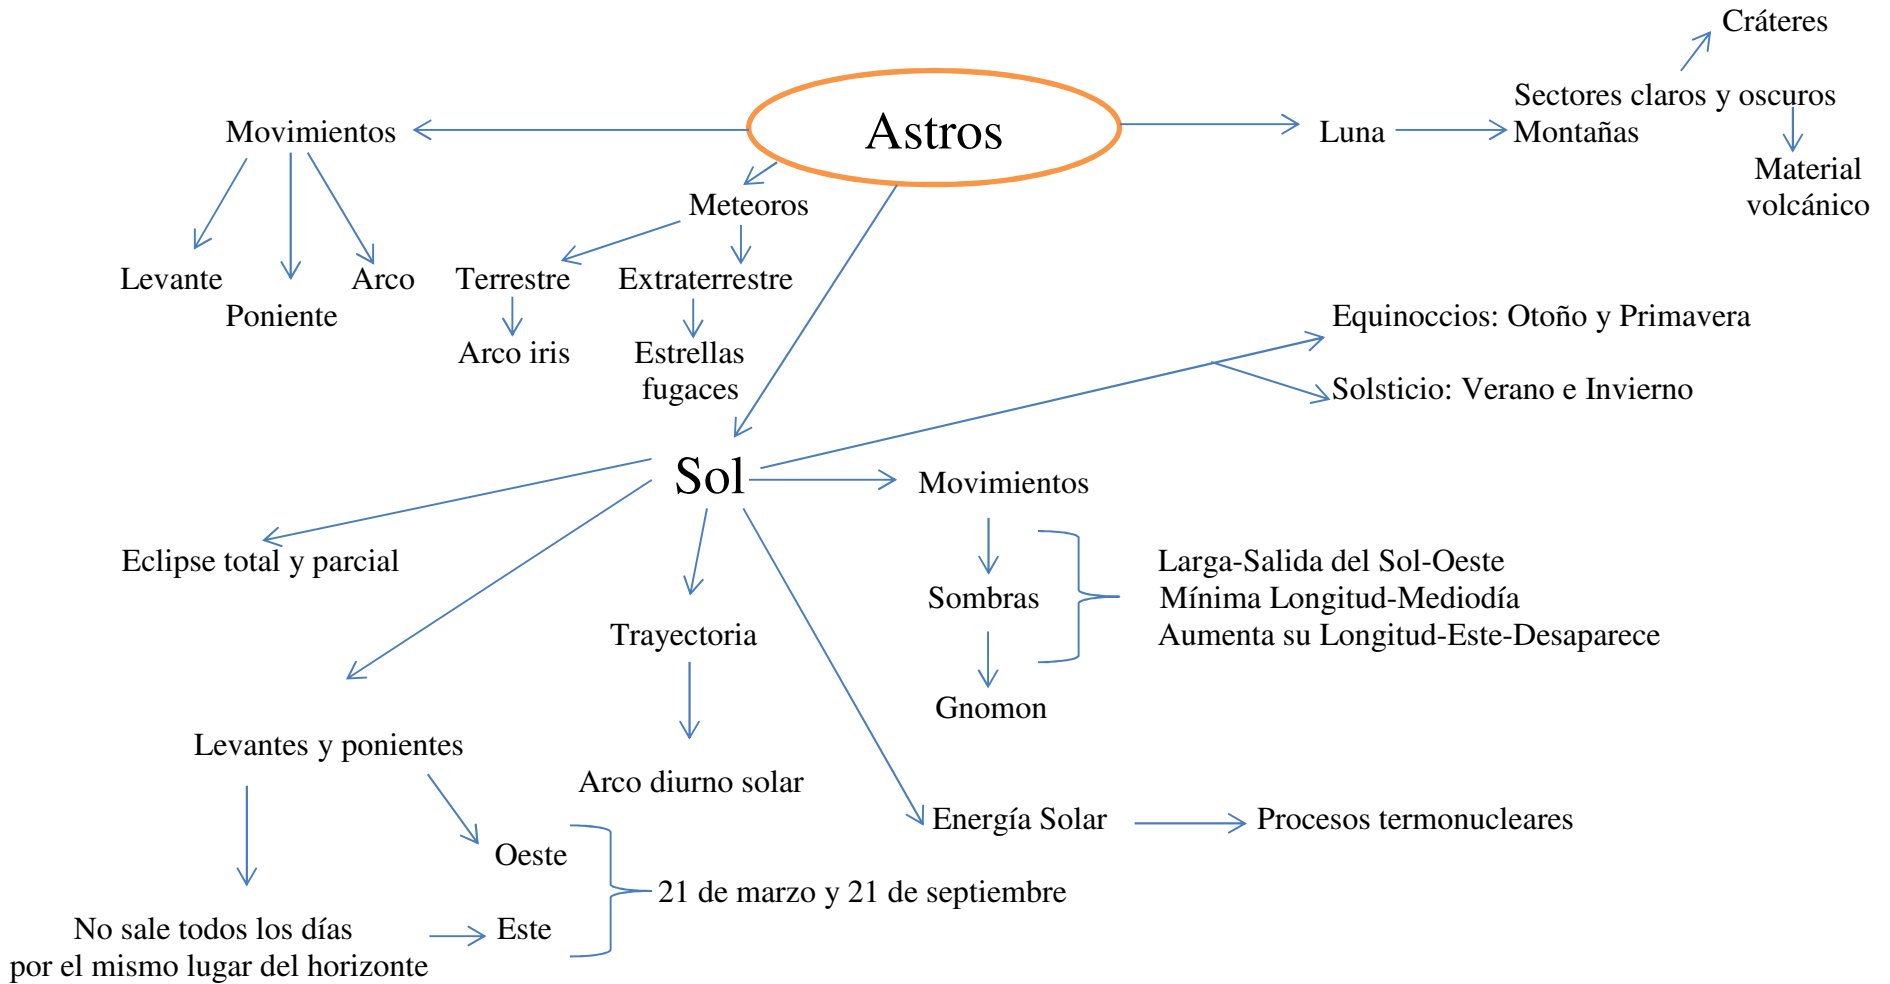 Cráteres
Astros
Sectores claros y oscuros
Movimientos
Luna
Montañas
Material
volcánico
Meteoros
Levante
Arco
Terrestre
Extraterrestre
Poniente
Equinoccios: Otoño y Primavera
Arco iris
Estrellas
fugaces
Solsticio: Verano e Invierno
Sol
Movimientos
Eclipse total y parcial
Larga-Salida del Sol-Oeste
Sombras
Mínima Longitud-Mediodía
Trayectoria
Aumenta su Longitud-Este-Desaparece
Gnomon
Levantes y ponientes
Arco diurno solar
Energía Solar
Procesos termonucleares
Oeste
21 de marzo y 21 de septiembre
No sale todos los días
Este
por el mismo lugar del horizonte